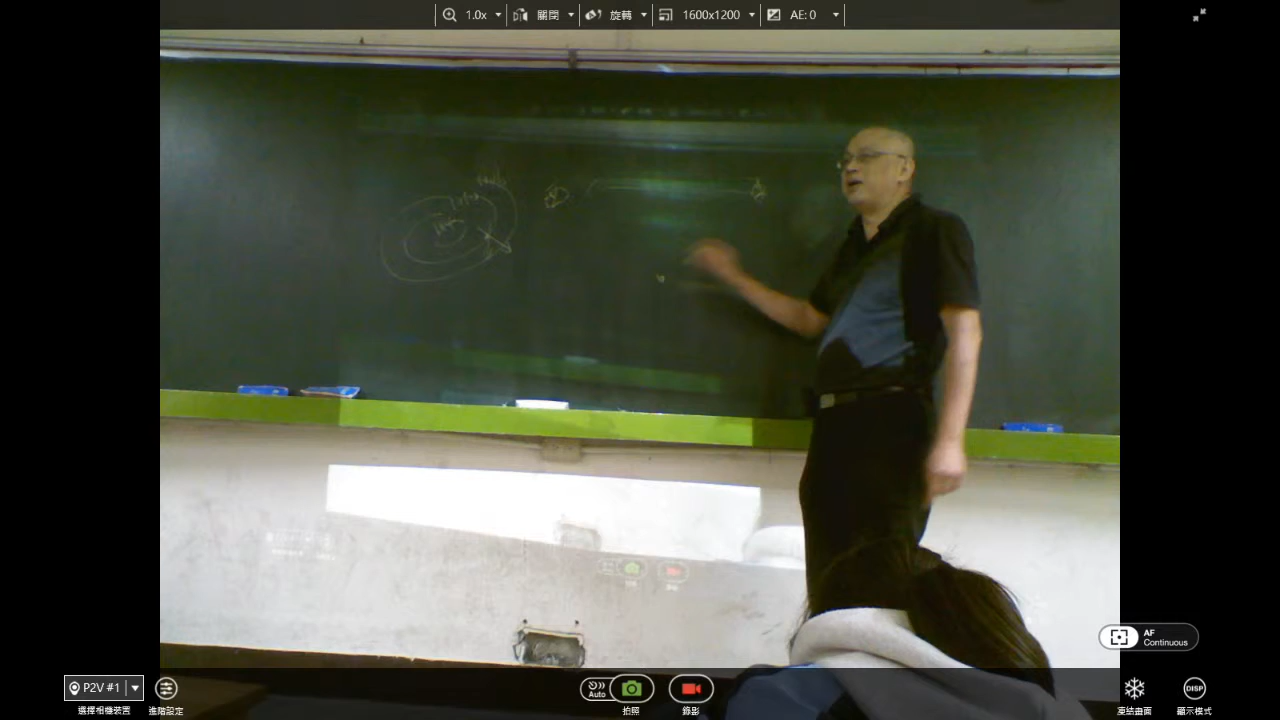 1.0x 關閉 旋轉 1600x1200 AE: 0
AF
Continuous
P2V #1
Auto
DISP
選擇相機裝置 進階設定 拍照 錄影 凍結畫面 顯示模式